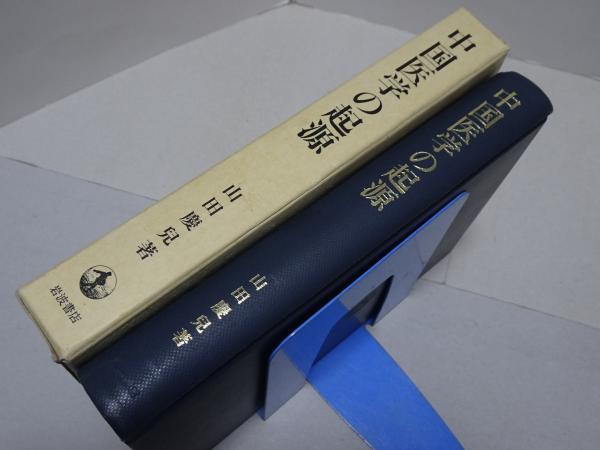 中国医学の起源
山田慶兒著
岩波書店
中国医学の起源
山田慶兒著